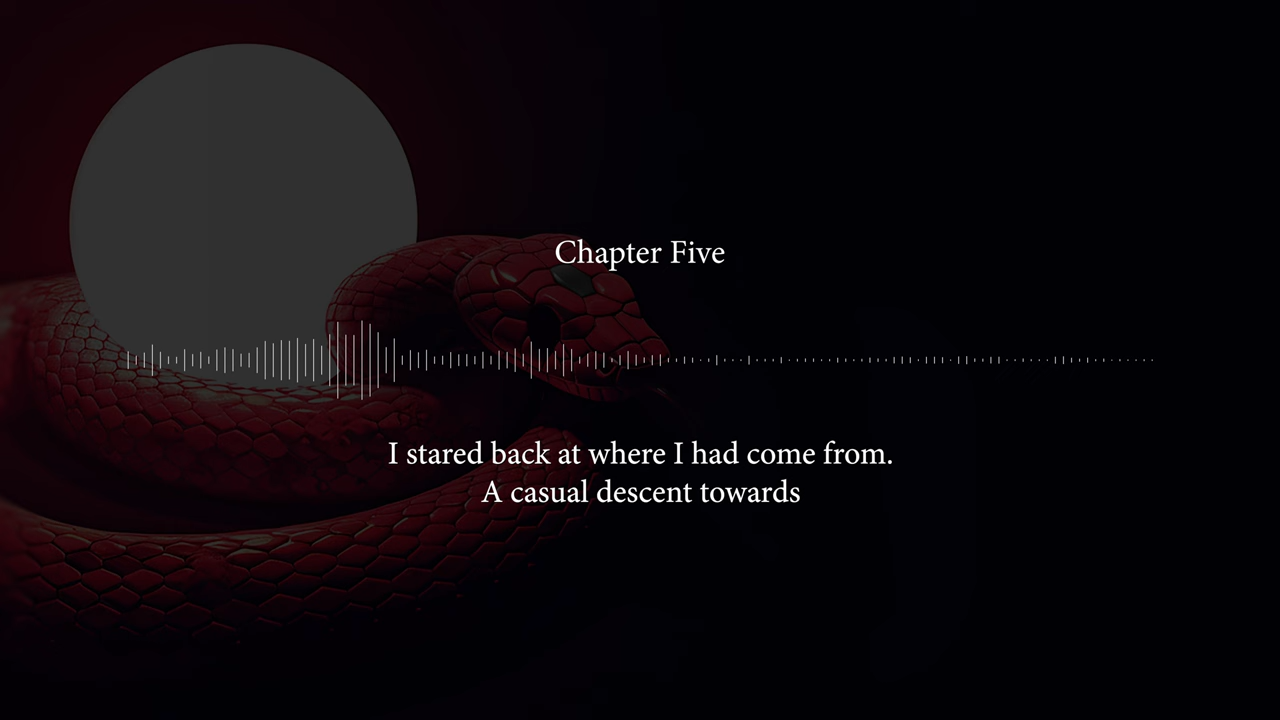 Chapter Five
I stared back at where I had come from.
A casual descent towards